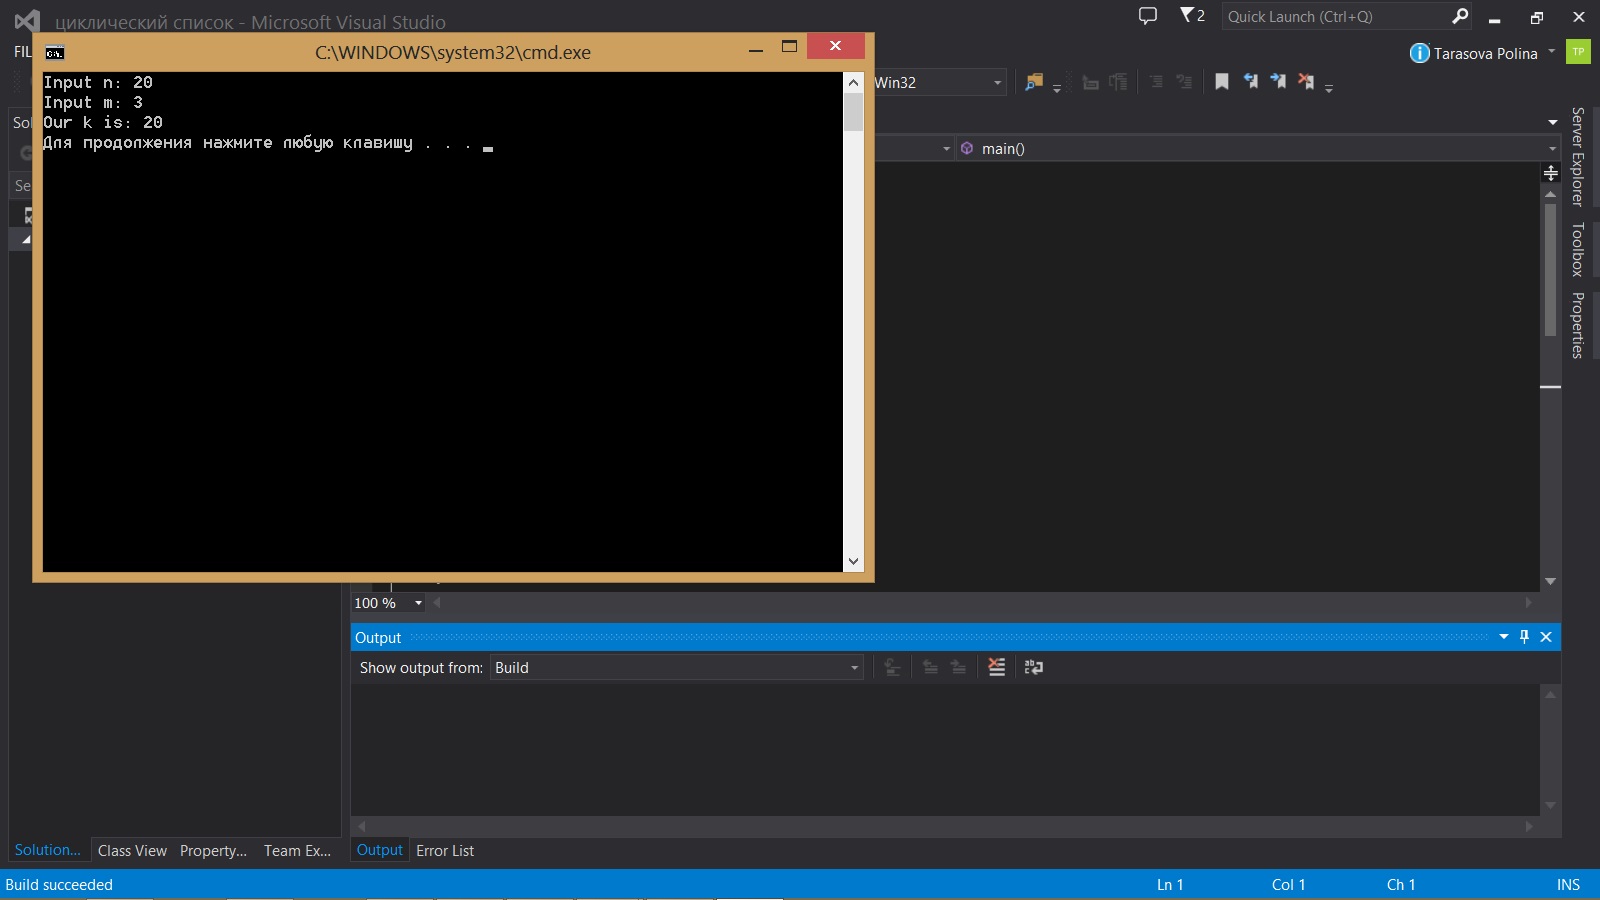 циклический список - Microsoft Visual Studio
2
Quick Launch (Ctrl+Q)
FIL
C:\WINDOWS\system32\cmd.exe
Tarasova Polina
TP
Input n: 20
Input m: 3
Our k is: 20
Для продолжения нажмите любую клавишу . . .
Win32
Sol
main()
Se
Server Explorer
Toolbox
Properties
100 %
Output
Show output from: Build
Solution... Class View Property... Team Ex... Output Error List
Build succeeded Ln 1 Col 1 Ch 1 INS